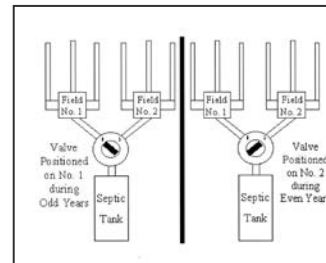 Field
No. 1
Field
No. 2
Valve
Positioned
on No. 1
during
Odd Years
Septic
Tank
Field
No. 1
Field
No. 2
Valve
Positioned
on No. 2
during
Even Year
Septic
Tank